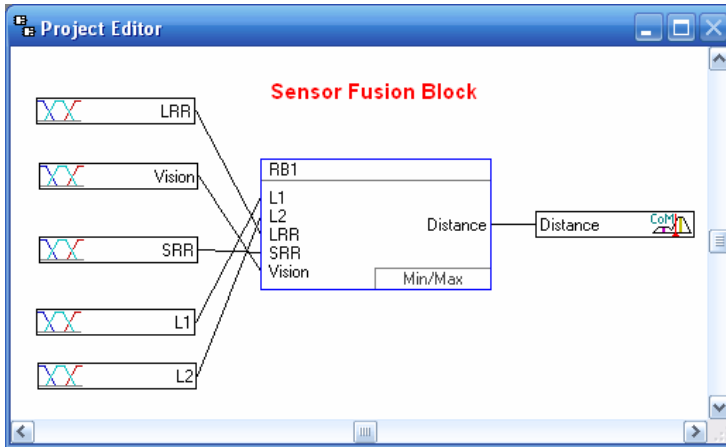 Project Editor
Sensor Fusion Block
LRR
Vision
SRR
L1
L2
RB1
L1
L2
LRR
SRR
Vision
Distance
Min/Max
Distance
CoM